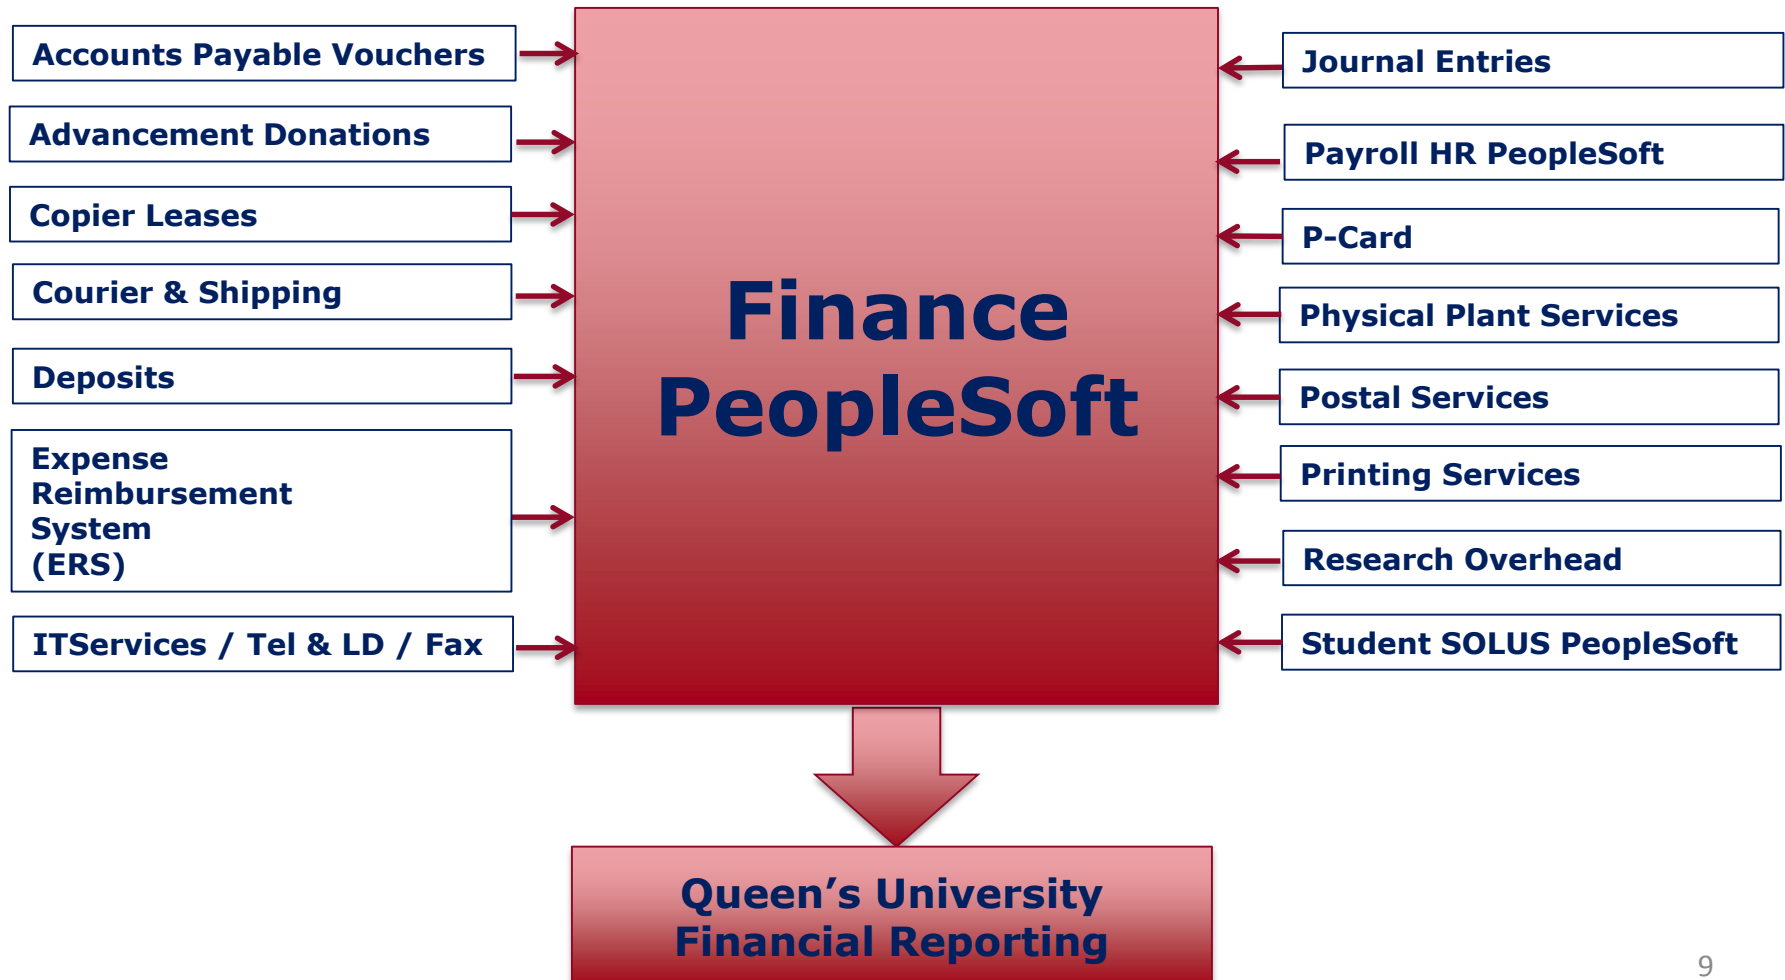 Accounts Payable Vouchers
Advancement Donations
Copier Leases
Courier & Shipping
Deposits
Expense
Reimbursement
System
(ERS)
ITServices / Tel & LD / Fax
Finance
PeopleSoft
Journal Entries
Payroll HR PeopleSoft
P-Card
Physical Plant Services
Postal Services
Printing Services
Research Overhead
Student SOLUS PeopleSoft
Queen’s University
Financial Reporting
9